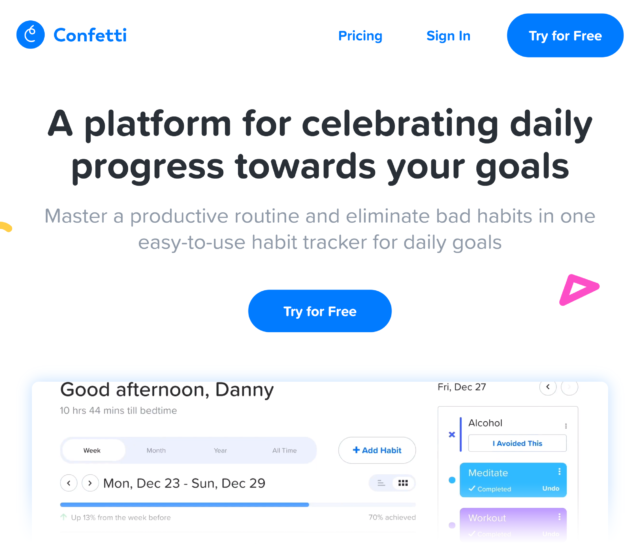 Confetti
Pricing
Sign In
Try for Free
A platform for celebrating daily
progress towards your goals
Master a productive routine and eliminate bad habits in one
easy-to-use habit tracker for daily goals
Try for Free
Good afternoon, Danny
10 hrs 44 mins till bedtime
Week
Month
Year
All Time
+ Add Habit
Mon, Dec 23 - Sun, Dec 29
Up 13% from the week before
70% achieved
Fri, Dec 27
Alcohol
I Avoided This
Meditate
Completed
Undo
Workout
Completed
Undo